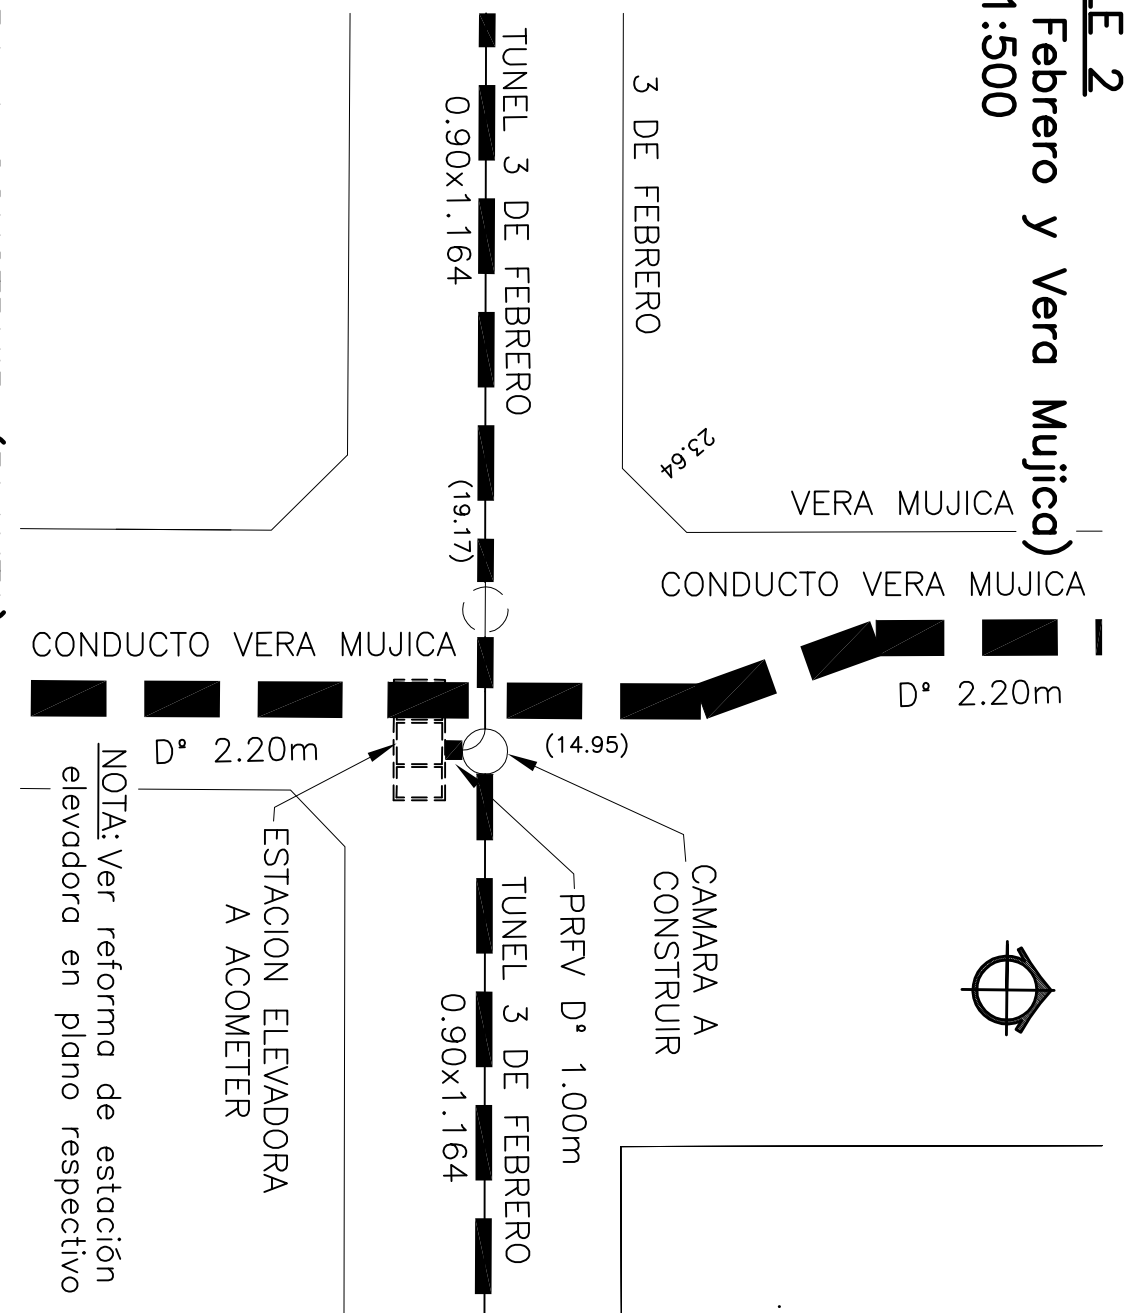 LE 2
Febrero y Vera Mujica)
1:500
3 DE FEBRERO
23.64
VERA MUJICA
CONDUCTO VERA MUJICA
Dº 2.20m
TUNEL 3 DE FEBRERO
0.90x1.164
(19.17)
CONDUCTO VERA MUJICA
Dº 2.20m
(14.95)
CAMARA A
CONSTRUIR
PRFV Dº 1.00m
TUNEL 3 DE FEBRERO
0.90x1.164
ESTACION ELEVADORA
A ACOMETER
NOTA: Ver reforma de estación
elevadora en plano respectivo